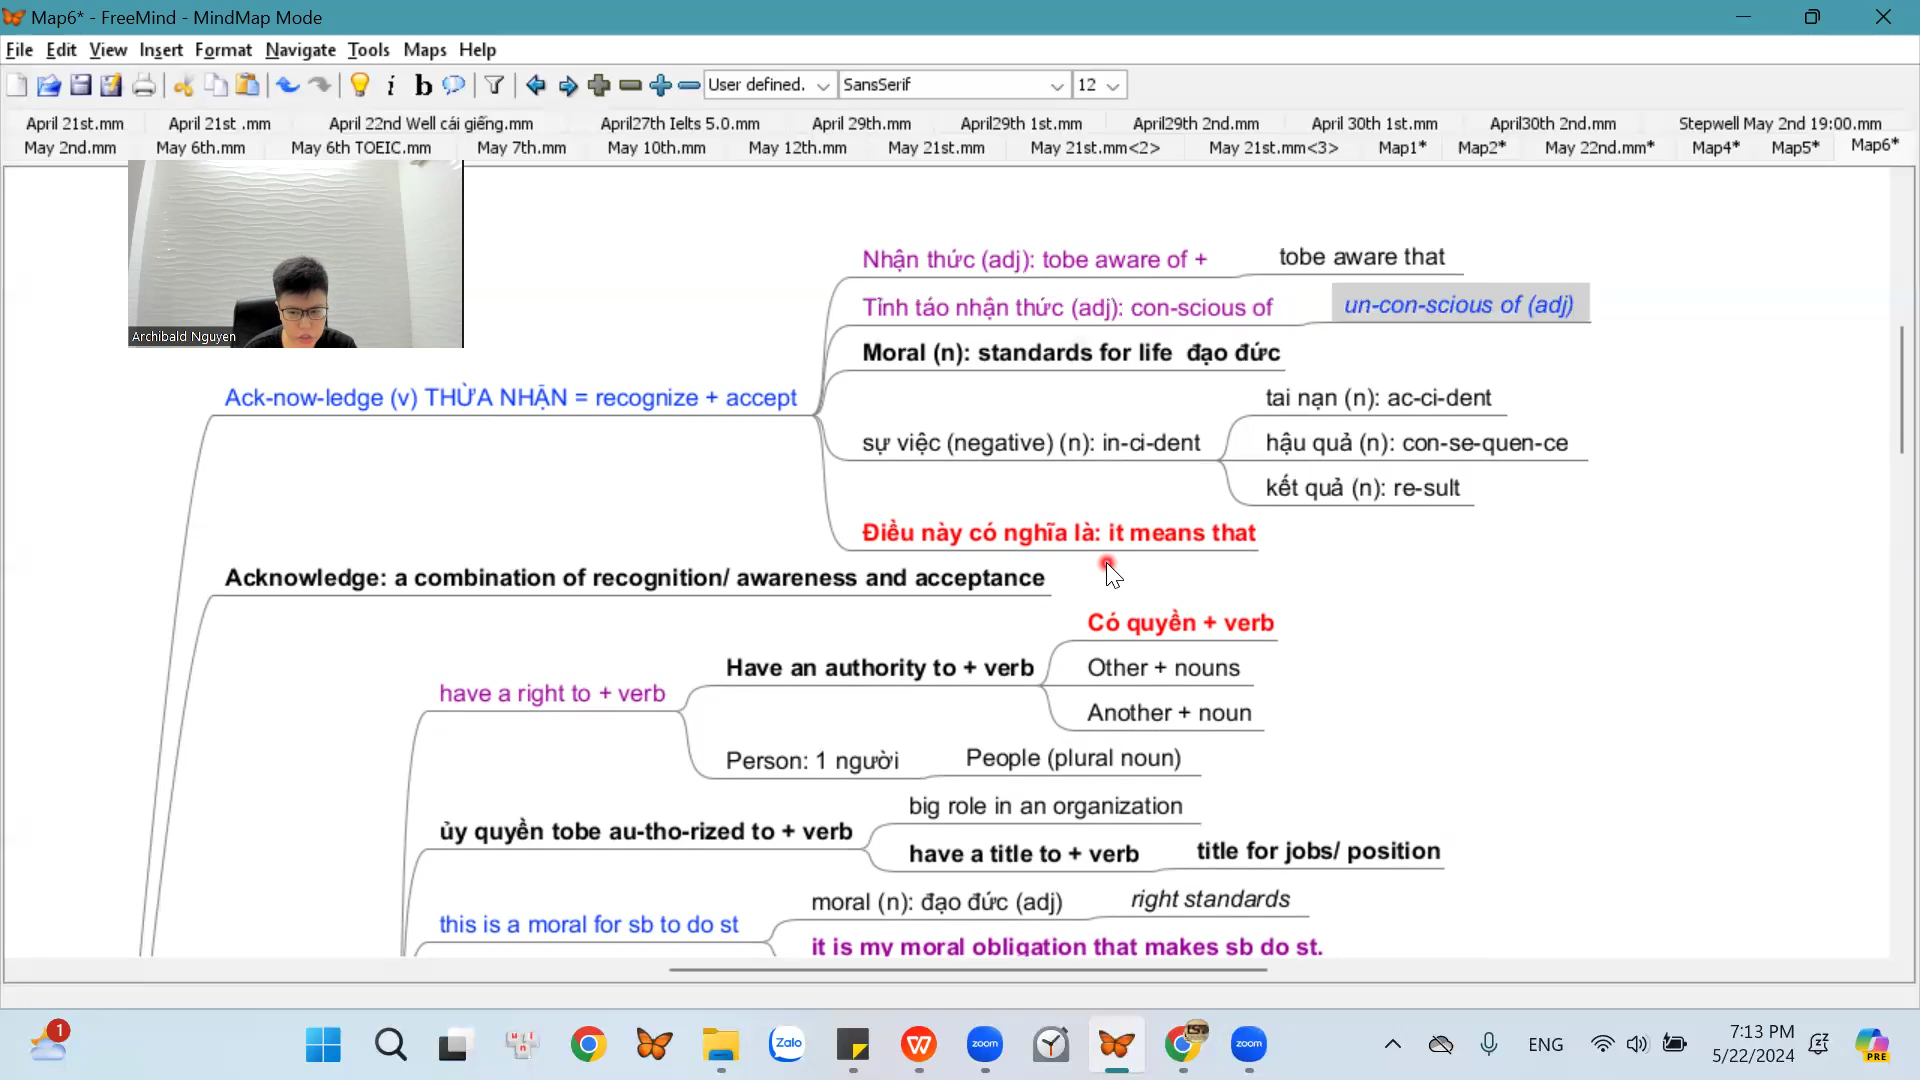 Map6* - FreeMind - MindMap Mode
File Edit View Insert Format Navigate Tools Maps Help
User defined. SansSerif 12
April 21st.mm April 21st .mm April 22nd Well cái giếng.mm April27th Ielts 5.0.mm April 29th.mm April29th 1st.mm April29th 2nd.mm April 30th 1st.mm April30th 2nd.mm Stepwell May 2nd 19:00.mm
May 2nd.mm May 6th.mm May 6th TOEIC.mm May 7th.mm May 10th.mm May 12th.mm May 21st.mm May 21st.mm<2> May 21st.mm<3> Map1* Map2* May 22nd.mm* Map4* Map5* Map6*
Archibald Nguyen
Nhận thức (adj): tobe aware of + tobe aware that
Tỉnh táo nhận thức (adj): con-scious of un-con-scious of (adj)
Moral (n): standards for life đạo đức
Ack-now-ledge (v) THỪA NHẬN = recognize + accept
tai nạn (n): ac-ci-dent
sự việc (negative) (n): in-ci-dent hậu quả (n): con-se-quen-ce
kết quả (n): re-sult
Điều này có nghĩa là: it means that
Acknowledge: a combination of recognition/ awareness and acceptance
Có quyền + verb
Have an authority to + verb Other + nouns
have a right to + verb
Another + noun
Person: 1 người People (plural noun)
big role in an organization
ủy quyền tobe au-tho-rized to + verb
have a title to + verb title for jobs/ position
moral (n): đạo đức (adj) right standards
this is a moral for sb to do st
it is my moral obligation that makes sb do st.
1
Zalo
zoom
zoom
ENG
7:13 PM
5/22/2024
PRE